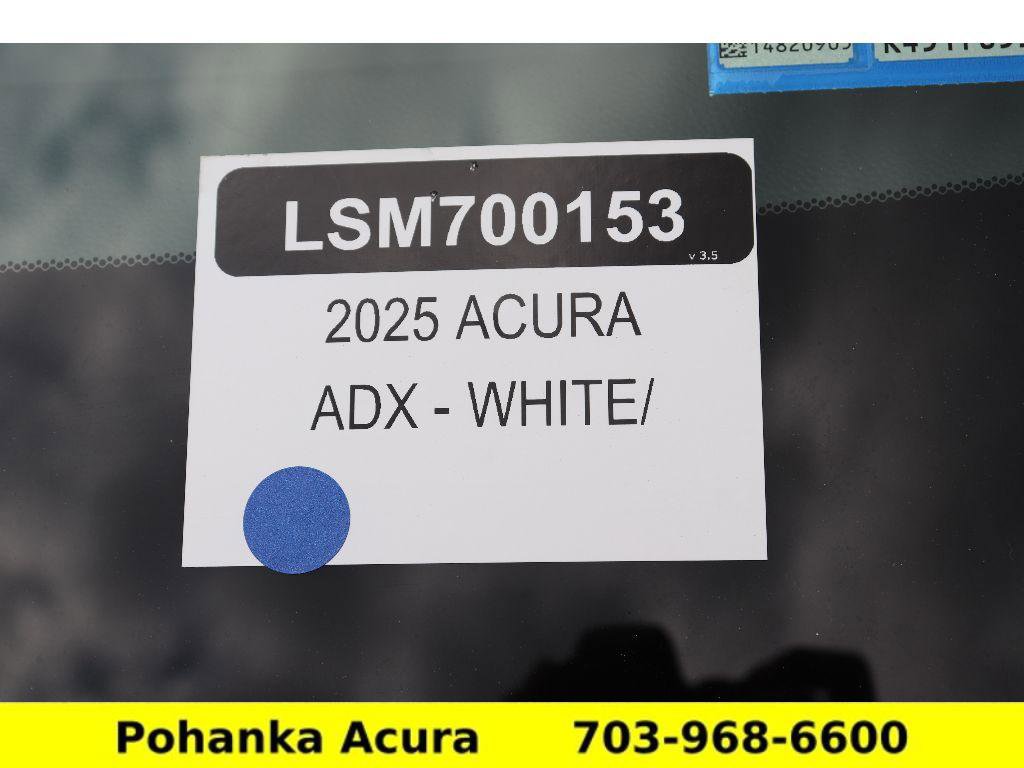 LSM700153
v 3.5
2025 ACURA
ADX - WHITE/
Pohanka Acura 703-968-6600